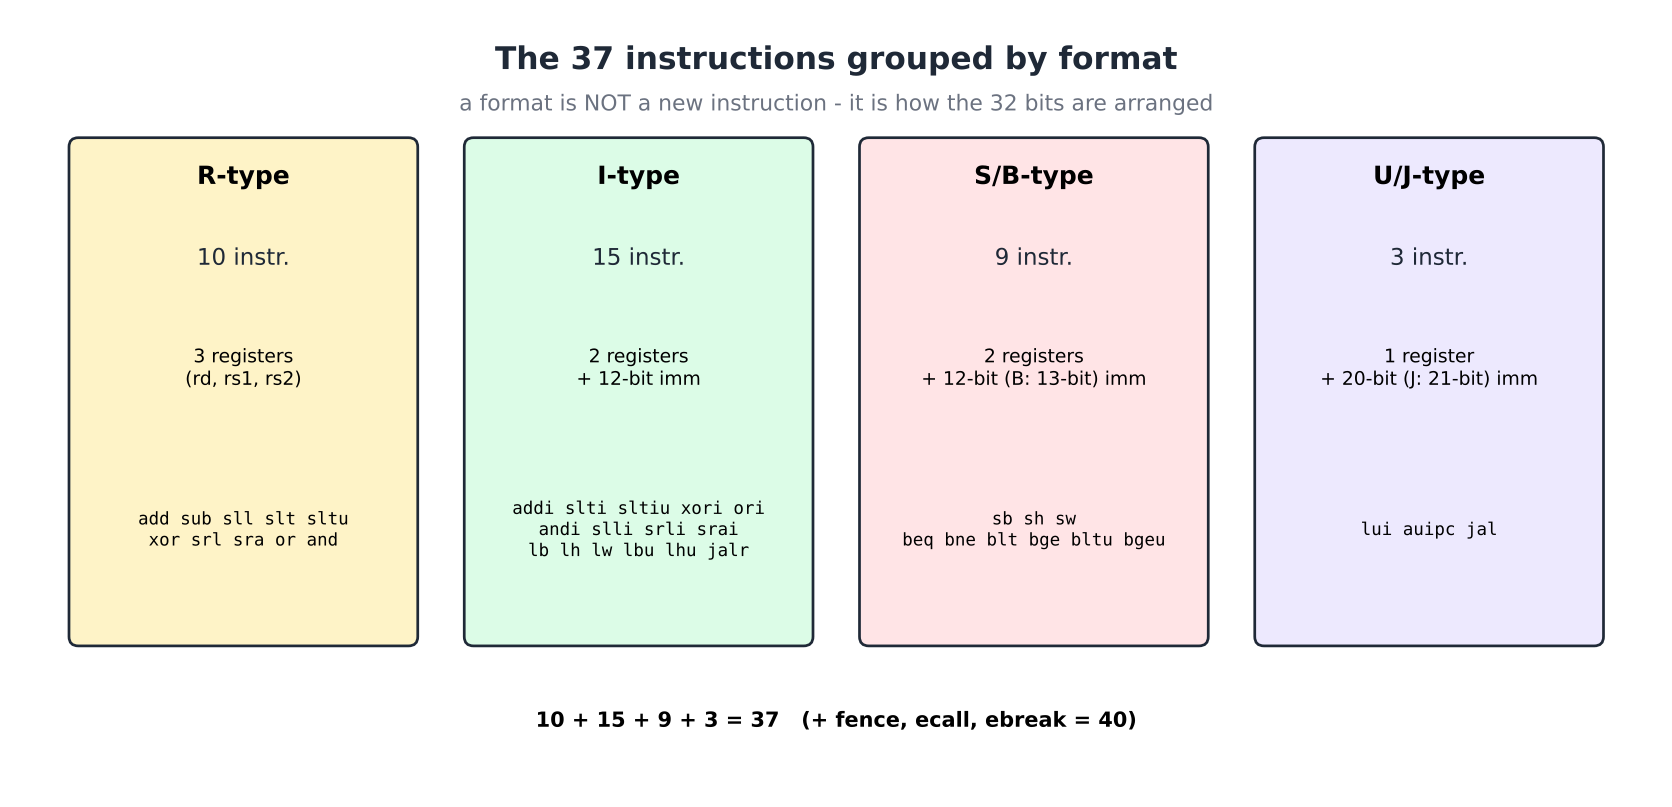 The 37 instructions grouped by format
a format is NOT a new instruction - it is how the 32 bits are arranged
R-type
10 instr.
3 registers
(rd, rs1, rs2)
add sub sll slt sltu
xor srl sra or and
I-type
15 instr.
2 registers
+ 12-bit imm
addi slti sltiu xori ori
andi slli srli srai
lb lh lw lbu lhu jalr
S/B-type
9 instr.
2 registers
+ 12-bit (B: 13-bit) imm
sb sh sw
beq bne blt bge bltu bgeu
U/J-type
3 instr.
1 register
+ 20-bit (J: 21-bit) imm
lui auipc jal
10 + 15 + 9 + 3 = 37 (+ fence, ecall, ebreak = 40)